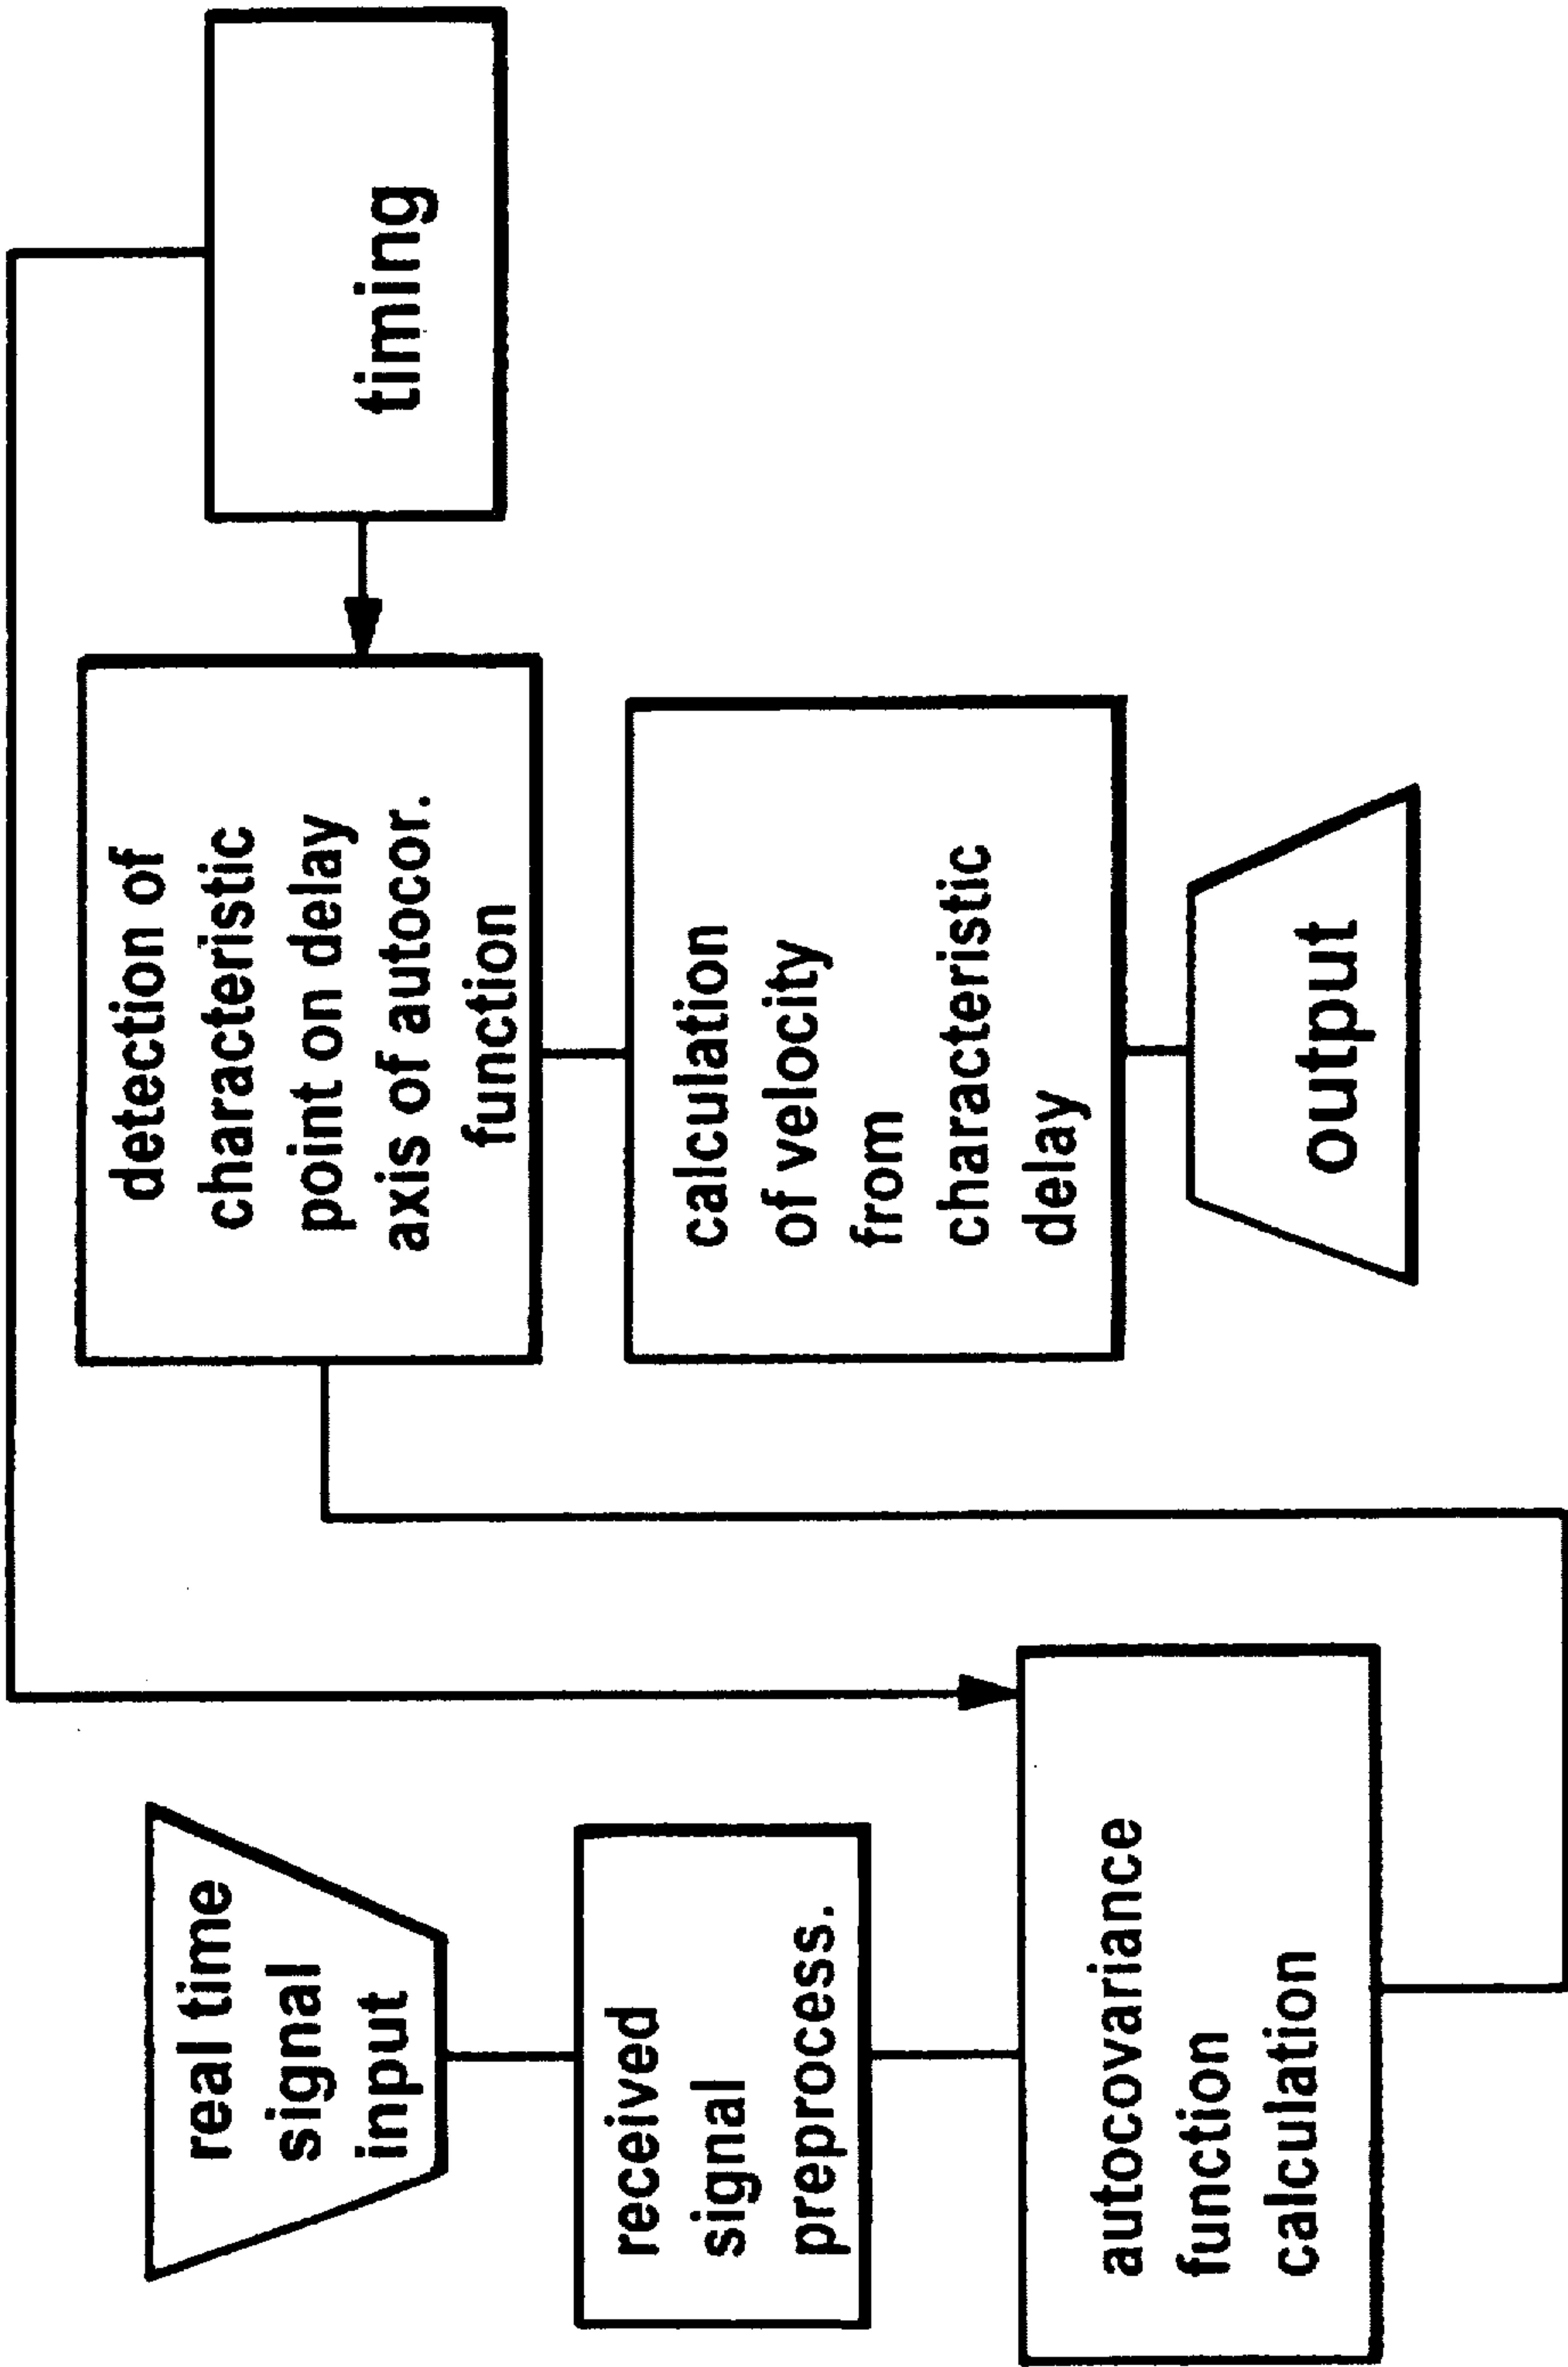 real time
signal
input
received
signal
preprocess.
autocovariance
function
calculation
detection of
characteristic
point on delay
axis of autocor.
function
calculation
of velocity
from
characteristic
delay
output
timing